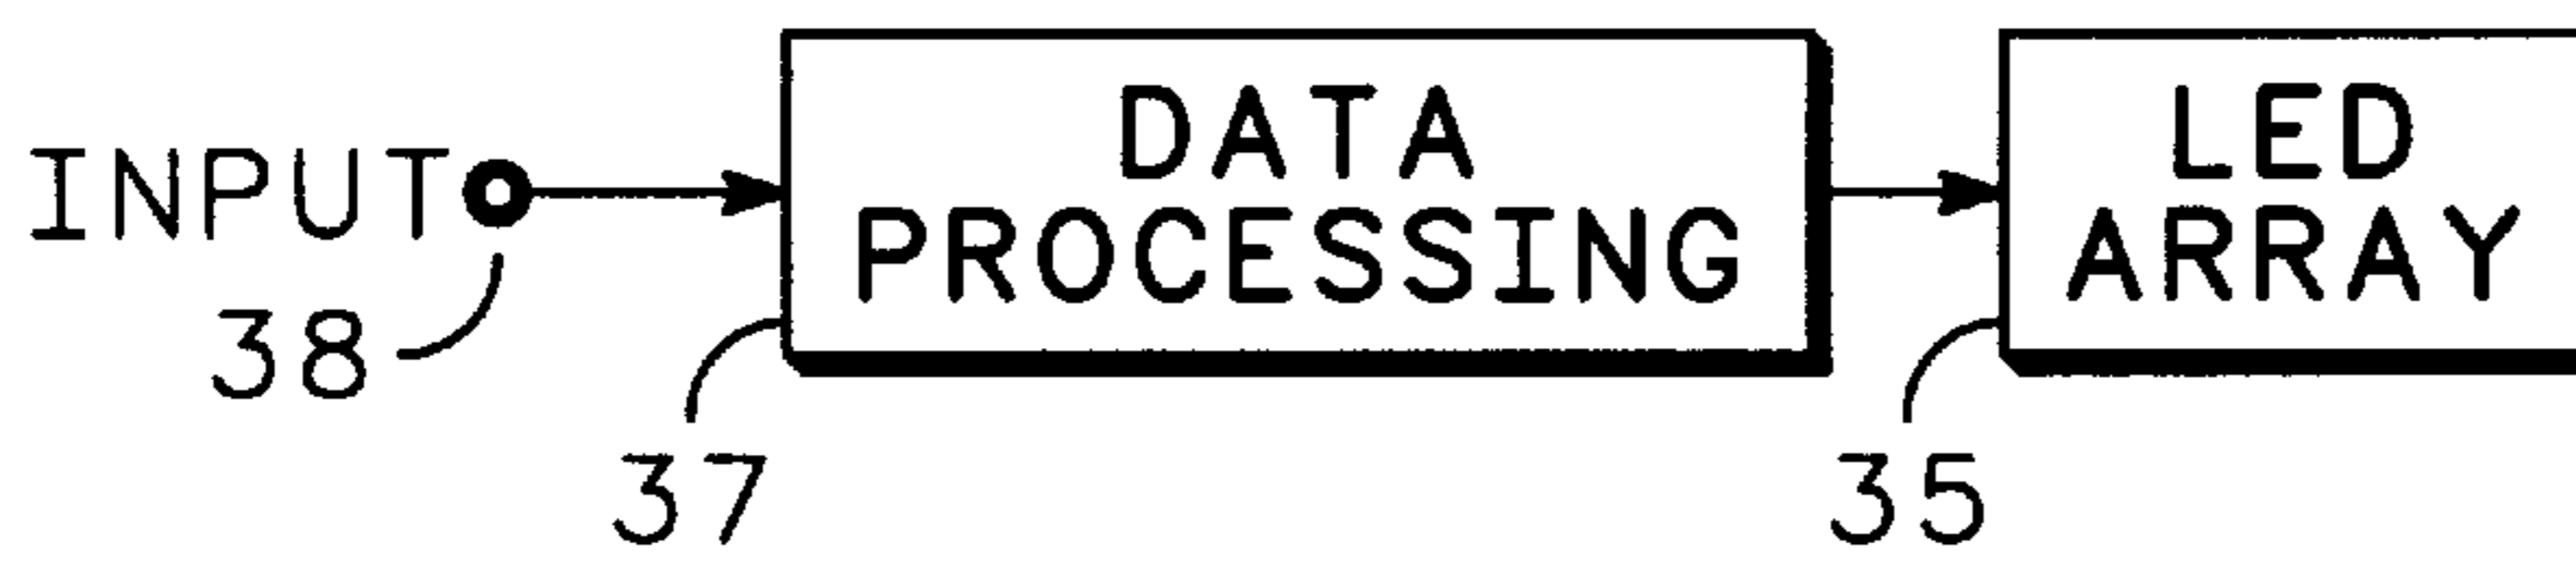 INPUT
DATA
PROCESSING
LED
ARRAY
38
37
35